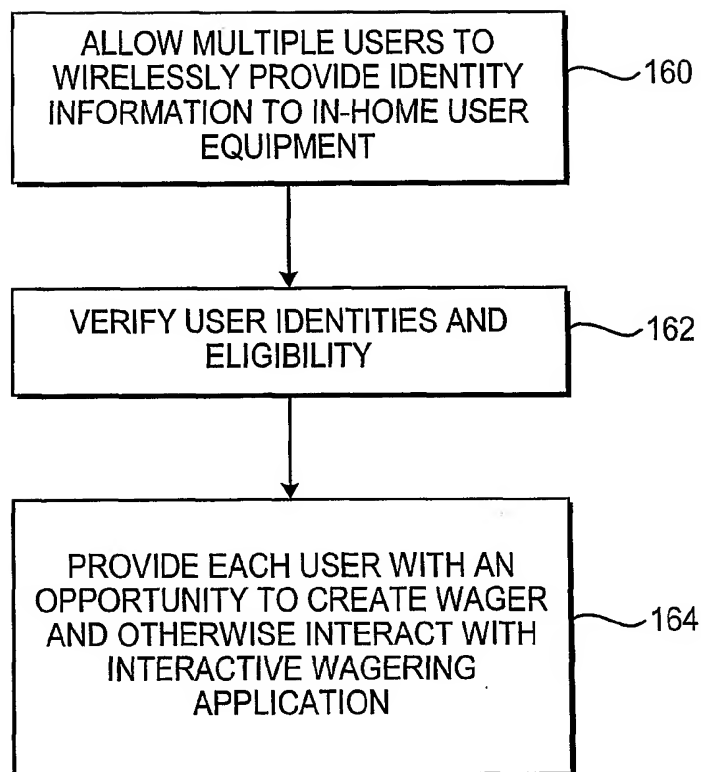 ALLOW MULTIPLE USERS TO
WIRELESSLY PROVIDE IDENTITY
INFORMATION TO IN-HOME USER
EQUIPMENT
160
VERIFY USER IDENTITIES AND
ELIGIBILITY
162
PROVIDE EACH USER WITH AN
OPPORTUNITY TO CREATE WAGER
AND OTHERWISE INTERACT WITH
INTERACTIVE WAGERING
APPLICATION
164